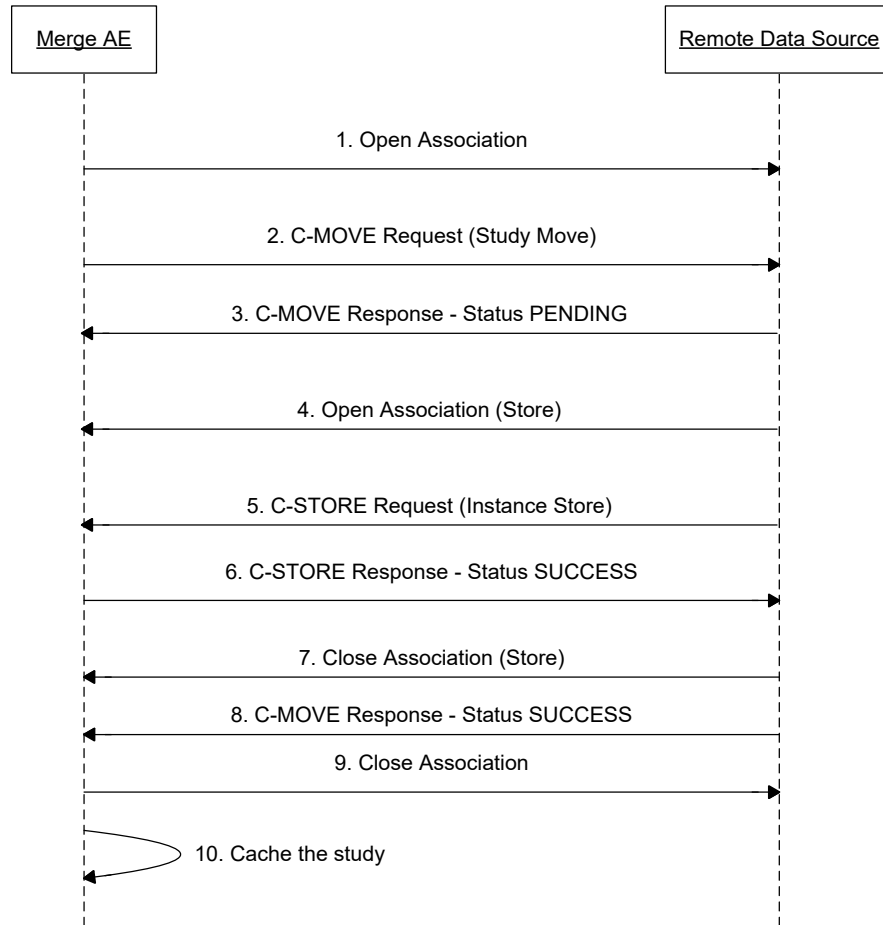 Merge AE
Remote Data Source
1. Open Association
2. C-MOVE Request (Study Move)
3. C-MOVE Response - Status PENDING
4. Open Association (Store)
5. C-STORE Request (Instance Store)
6. C-STORE Response - Status SUCCESS
7. Close Association (Store)
8. C-MOVE Response - Status SUCCESS
9. Close Association
10. Cache the study